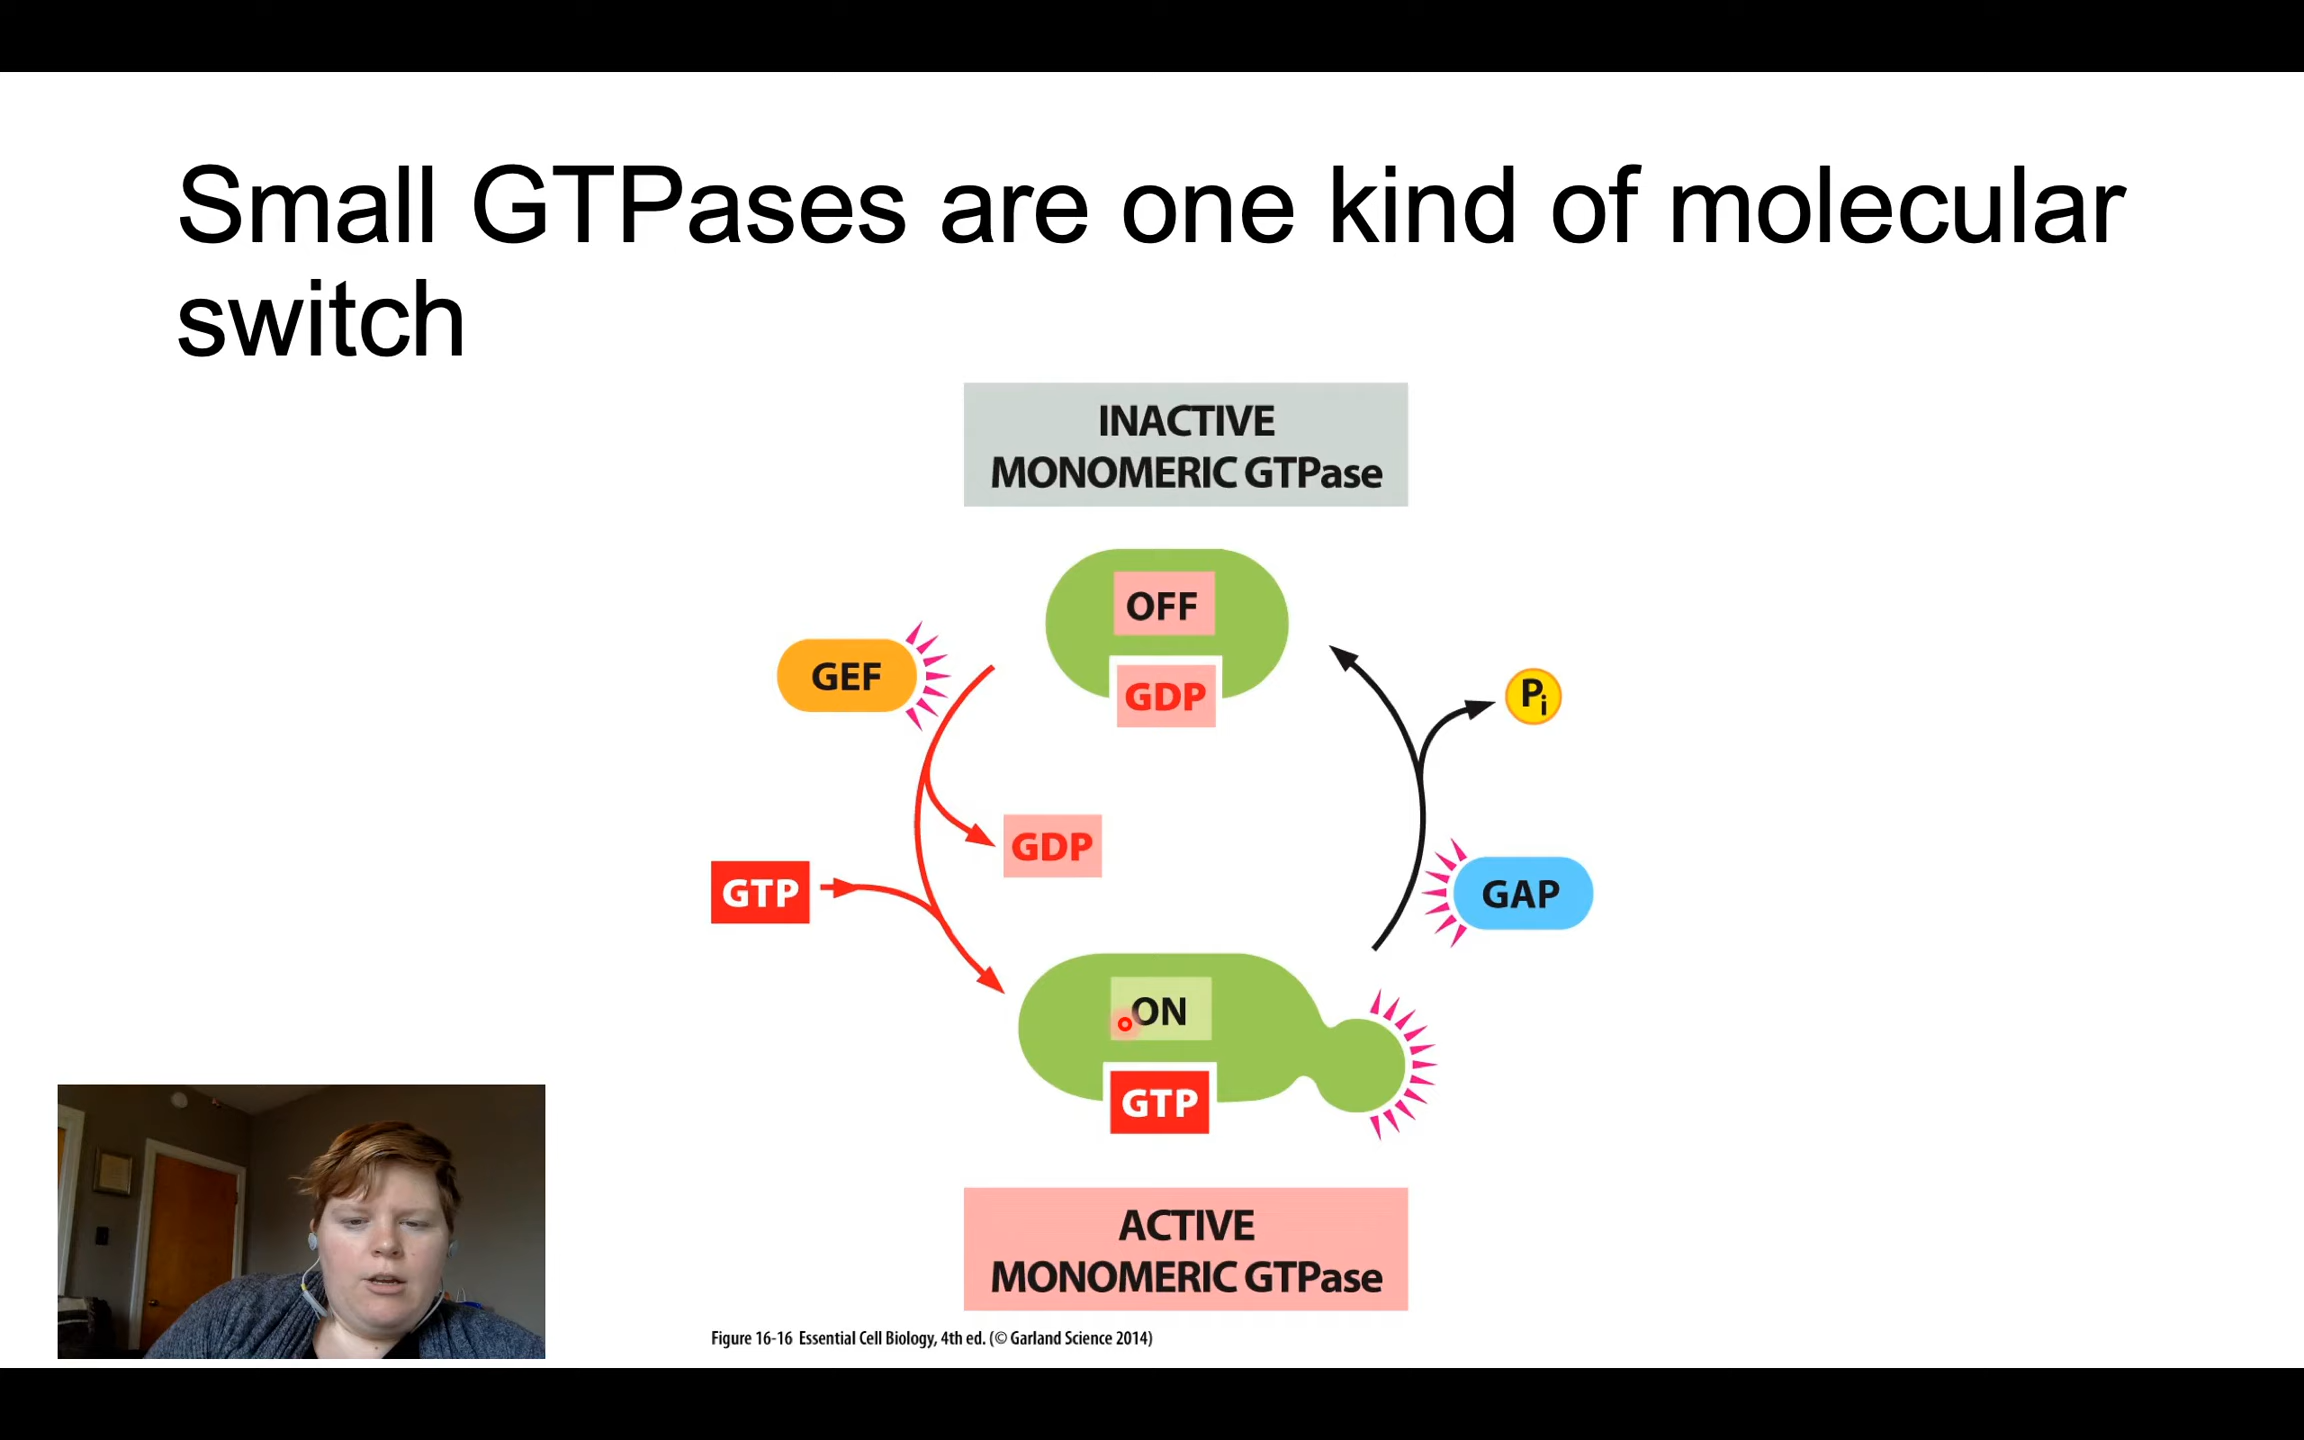 Small GTPases are one kind of molecular
switch
INACTIVE
MONOMERIC GTPase
OFF
GDP
GEF
Pi
GDP
GTP
GAP
ON
GTP
ACTIVE
MONOMERIC GTPase
Figure 16-16 Essential Cell Biology, 4th ed. (© Garland Science 2014)